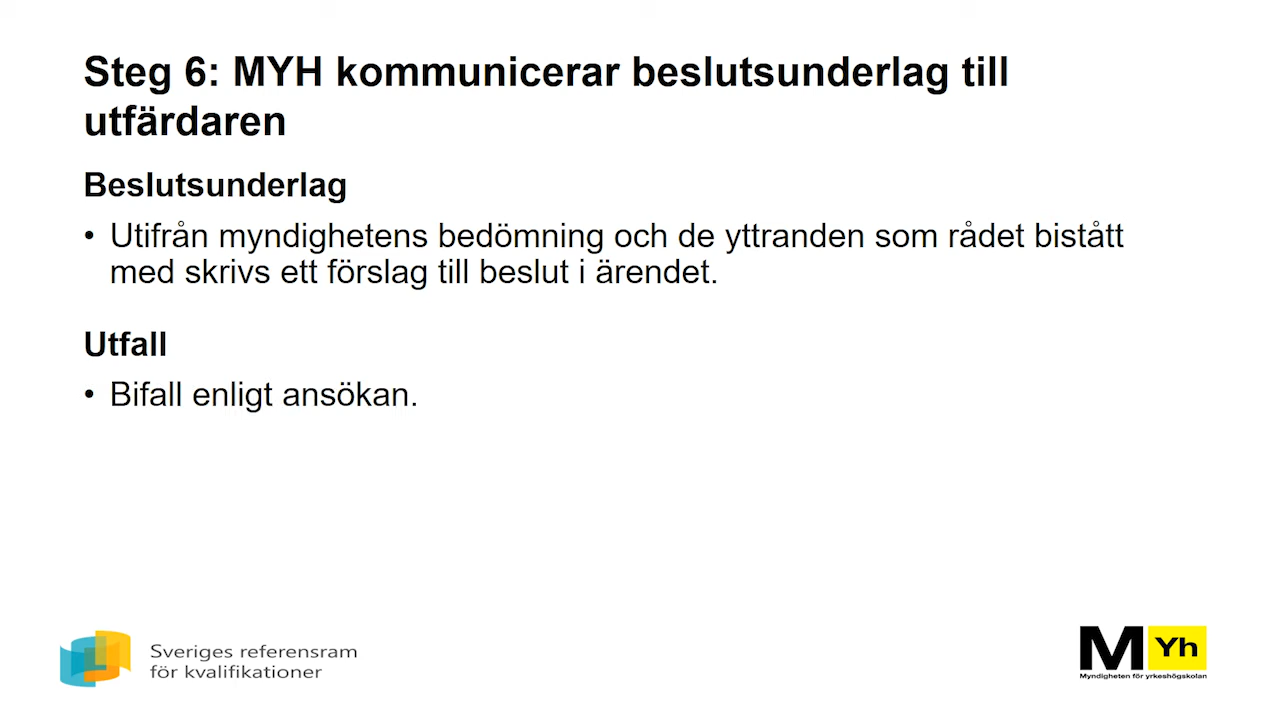 Steg 6: MYH kommunicerar beslutsunderlag till
utfärdaren
Beslutsunderlag
• Utifrån myndighetens bedömning och de yttranden som rådet bistått
med skrivs ett förslag till beslut i ärendet.
Utfall
• Bifall enligt ansökan.
Sveriges referensram
för kvalifikationer
M Yh
Myndigheten för yrkeshögskolan